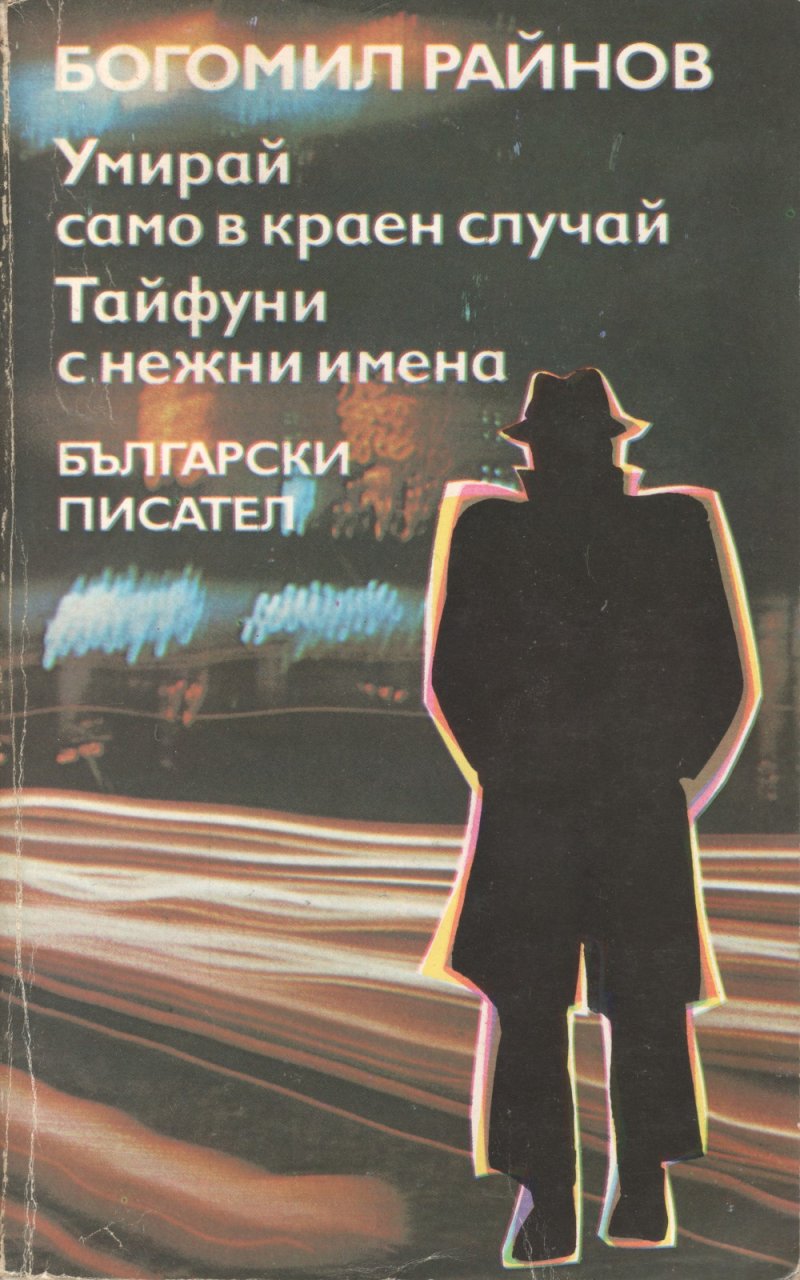 БОГОМИЛ РАЙНОВ
Умирай
само в краен случай
Тайфуни
с нежни имена
БЪЛГАРСКИ
ПИСАТЕЛ